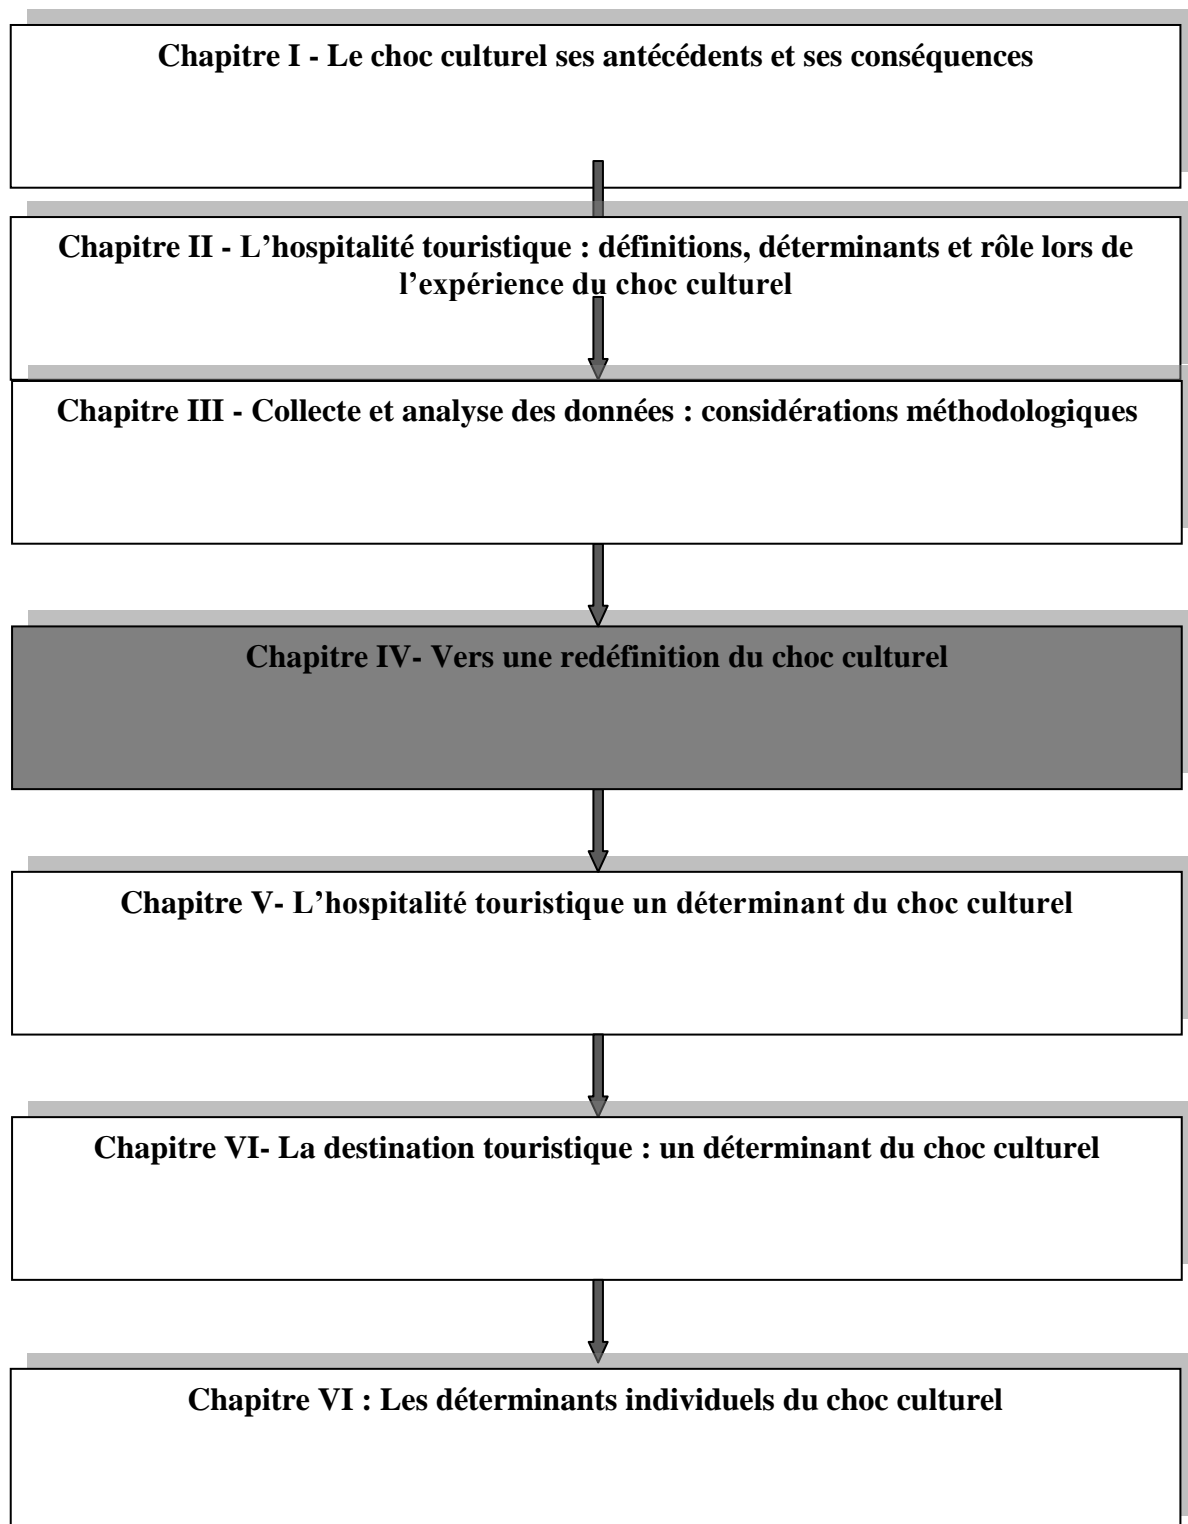 Chapitre I - Le choc culturel ses antécédents et ses conséquences
Chapitre II - L’hospitalité touristique : définitions, déterminants et rôle lors de
l’expérience du choc culturel
Chapitre III - Collecte et analyse des données : considérations méthodologiques
Chapitre IV- Vers une redéfinition du choc culturel
Chapitre V- L’hospitalité touristique un déterminant du choc culturel
Chapitre VI- La destination touristique : un déterminant du choc culturel
Chapitre VI : Les déterminants individuels du choc culturel